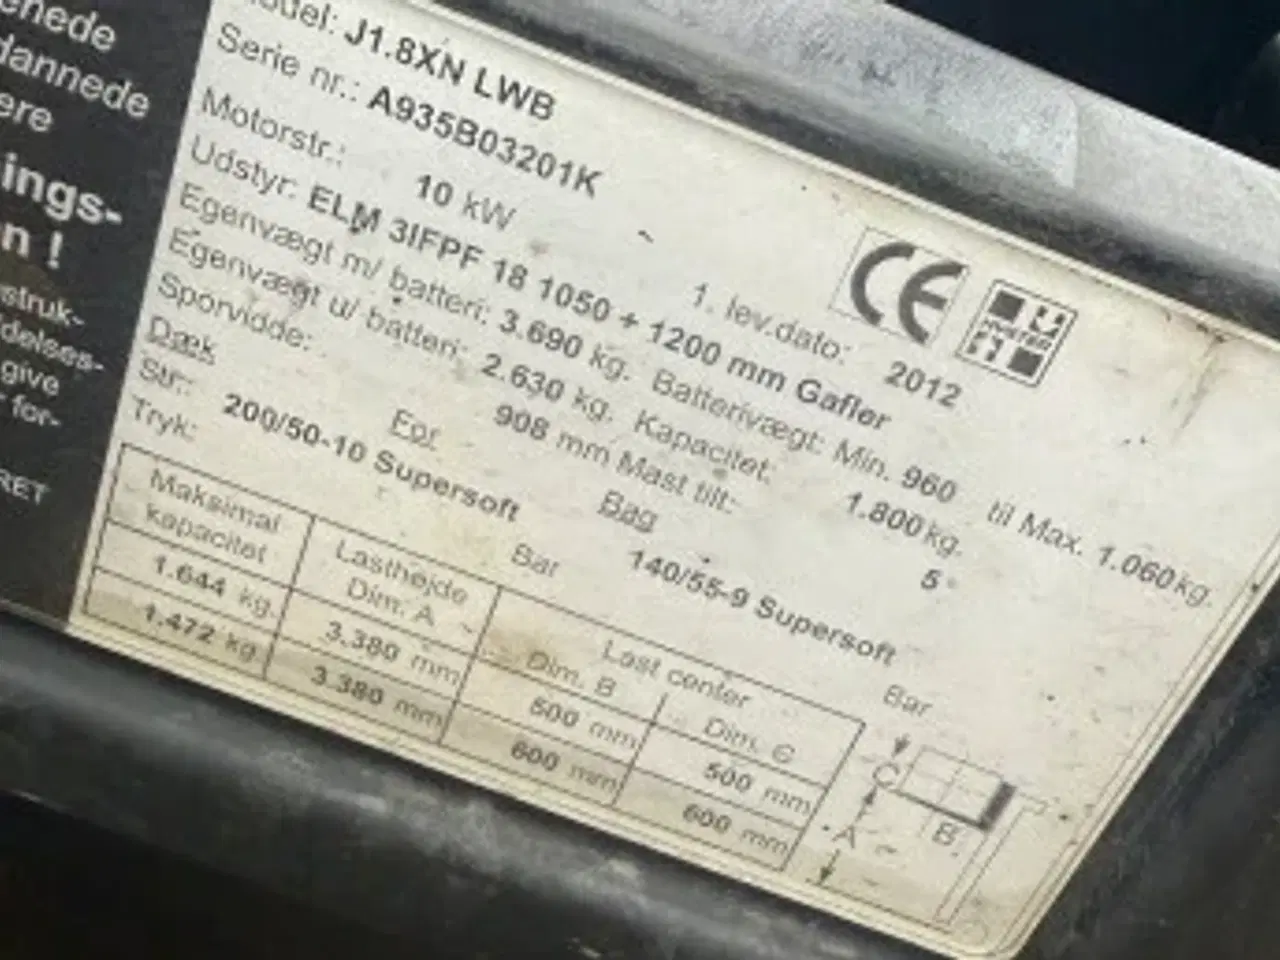 enede
dannede
ere
ings-
n !
struk-
delses-
give
for-
RET
Model: J1.8XN LWB
Serie nr.: A935B03201K
Motorstr.: 10 kW 1. lev.dato: 2012
Udstyr: ELM 3IFPF 18 1050 + 1200 mm Gafler
Egenvægt m/ batteri: 3.690 kg. Batterivægt: Min. 960 til Max. 1.060 kg.
Egenvægt u/ batteri: 2.630 kg. Kapacitet: 1.800 kg.
Sporvidde: 908 mm Mast tilt: 5°
Dæk For Bag
Str.: 200/50-10 Supersoft 140/55-9 Supersoft
Tryk: Bar Bar
Maksimal kapacitet Lasthøjde Dim. A Last center
Dim. B Dim. C
1.644 kg. 3.380 mm 500 mm 500 mm
1.472 kg. 3.380 mm 600 mm 600 mm
CE
HYSTER
C
A
B